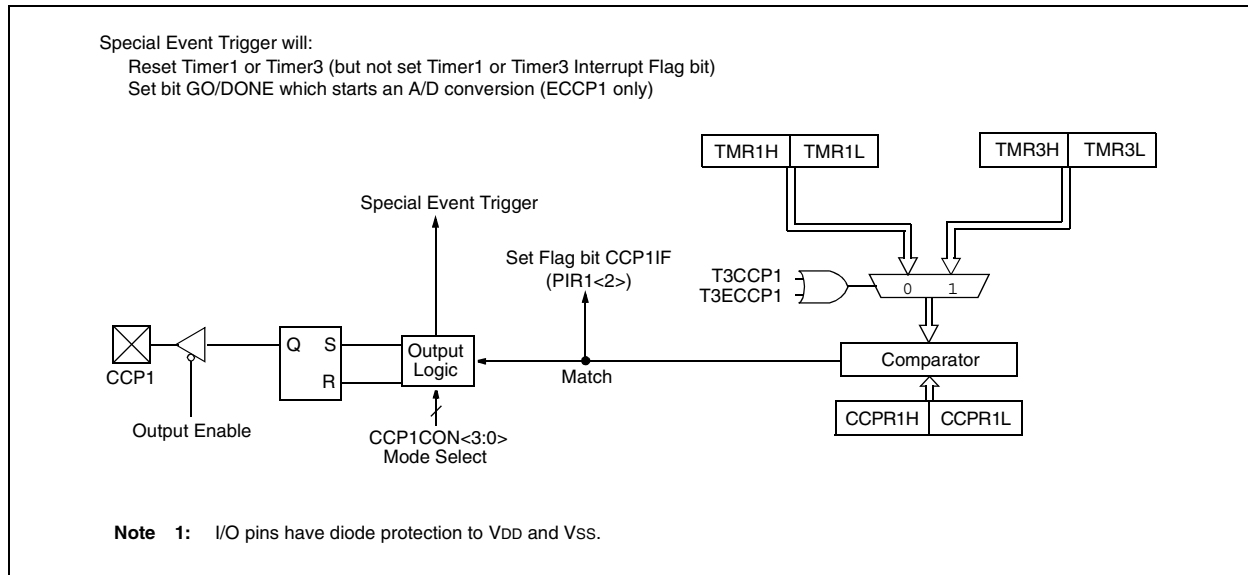 Special Event Trigger will:
Reset Timer1 or Timer3 (but not set Timer1 or Timer3 Interrupt Flag bit)
Set bit GO/DONE which starts an A/D conversion (ECCP1 only)
TMR1H TMR1L
TMR3H TMR3L
Special Event Trigger
Set Flag bit CCP1IF
(PIR1<2>)
T3CCP1
T3ECCP1
0 1
Q S
R
Output
Logic
Comparator
CCP1
Match
CCPR1H CCPR1L
Output Enable
CCP1CON<3:0>
Mode Select
Note 1: I/O pins have diode protection to VDD and VSS.